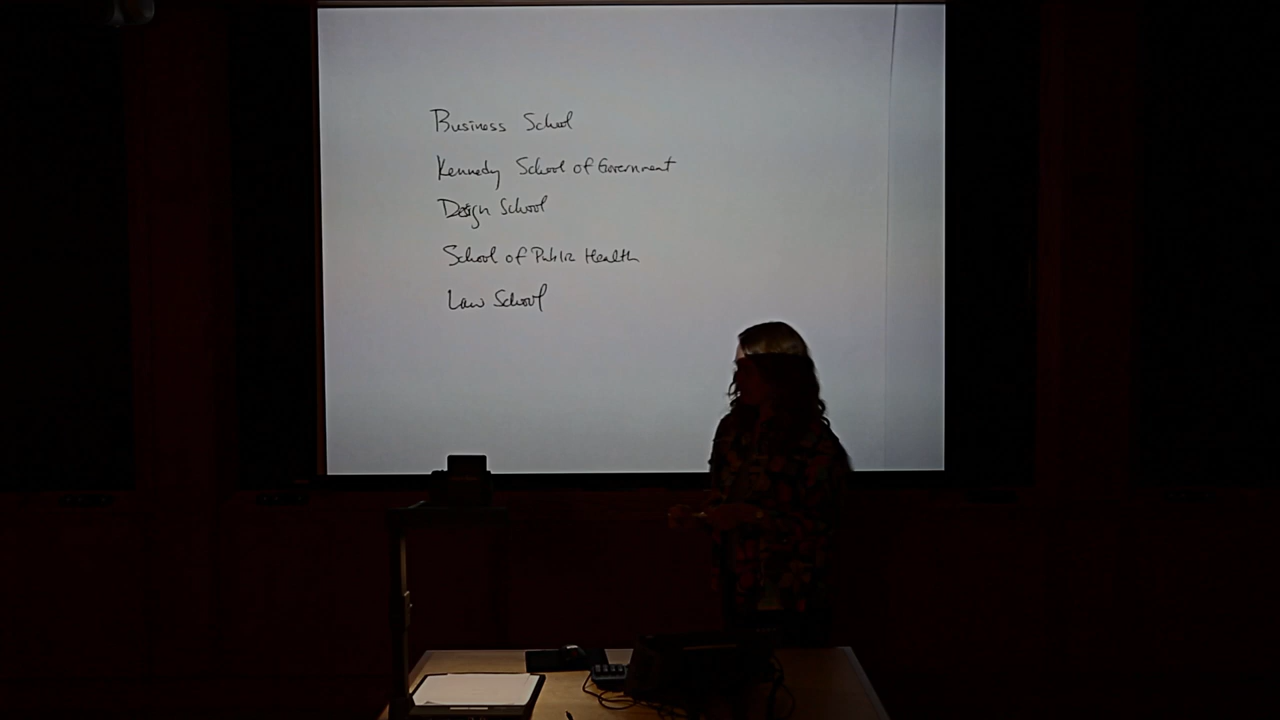 Business School
Kennedy School of Government
Design School
School of Public Health
Law School